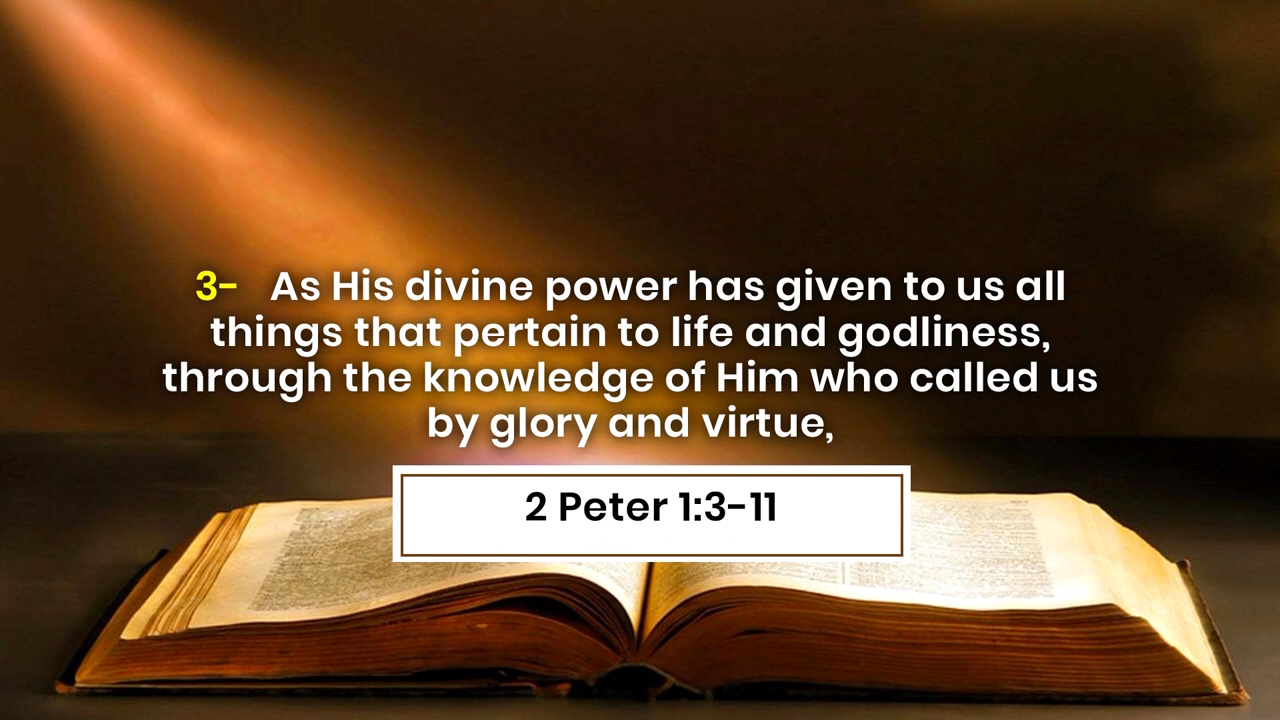 3- As His divine power has given to us all
things that pertain to life and godliness,
through the knowledge of Him who called us
by glory and virtue,
2 Peter 1:3-11